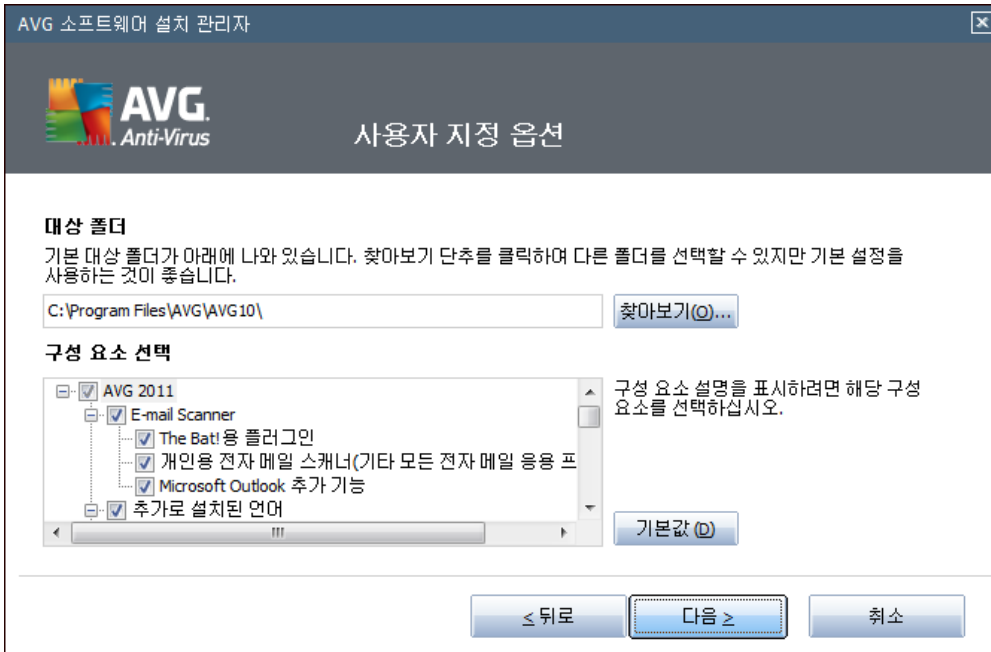 AVG 소프트웨어 설치 관리자
AVG.
Anti-Virus
사용자 지정 옵션
대상 폴더
기본 대상 폴더가 아래에 나와 있습니다. 찾아보기 단추를 클릭하여 다른 폴더를 선택할 수 있지만 기본 설정을
사용하는 것이 좋습니다.
C:\Program Files\AVG\AVG10\
찾아보기(O)...
구성 요소 선택
AVG 2011
E-mail Scanner
The Bat!용 플러그인
개인용 전자 메일 스캐너(기타 모든 전자 메일 응용 프
Microsoft Outlook 추가 기능
추가로 설치된 언어
구성 요소 설명을 표시하려면 해당 구성
요소를 선택하십시오.
기본값 (D)
< 뒤로
다음 >
취소